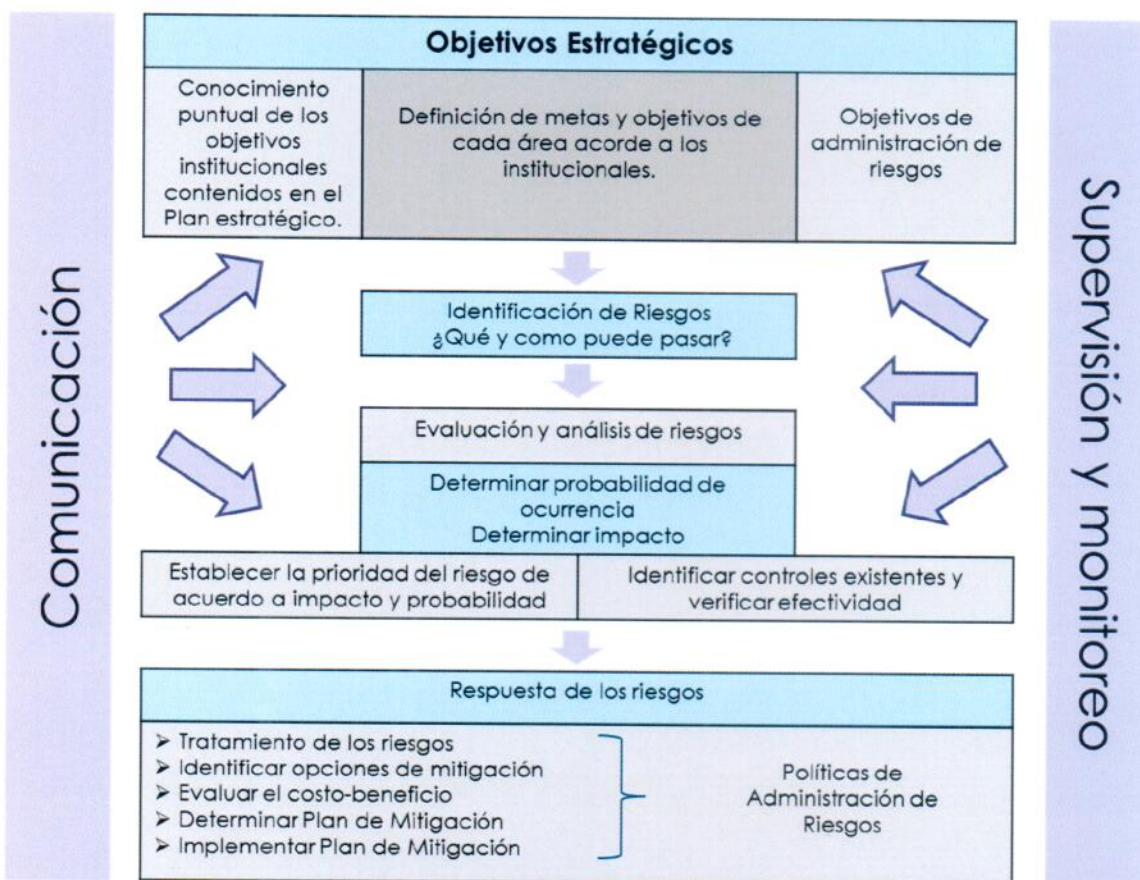 Comunicación
Objetivos Estratégicos
Conocimiento
puntual de los
objetivos
institucionales
contenidos en el
Plan estratégico.
Definición de metas y objetivos de
cada área acorde a los
institucionales.
Objetivos de
administración de
riesgos
Identificación de Riesgos
¿Qué y como puede pasar?
Evaluación y análisis de riesgos
Determinar probabilidad de
ocurrencia
Determinar impacto
Establecer la prioridad del riesgo de
acuerdo a impacto y probabilidad
Identificar controles existentes y
verificar efectividad
Respuesta de los riesgos
➢ Tratamiento de los riesgos
➢ Identificar opciones de mitigación
➢ Evaluar el costo-beneficio
➢ Determinar Plan de Mitigación
➢ Implementar Plan de Mitigación
Políticas de
Administración de
Riesgos
Supervisión y monitoreo